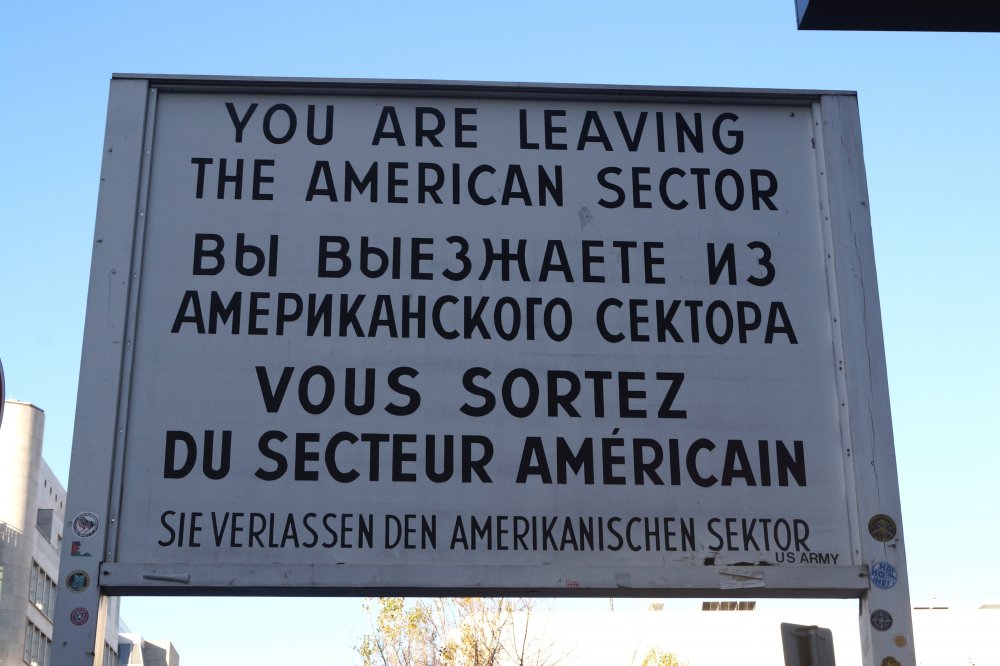 YOU ARE LEAVING
THE AMERICAN SECTOR
ВЫ ВЫЕЗЖАЕТЕ ИЗ
АМЕРИКАНСКОГО СЕКТОРА
VOUS SORTEZ
DU SECTEUR AMÉRICAIN
SIE VERLASSEN DEN AMERIKANISCHEN SEKTOR
US ARMY